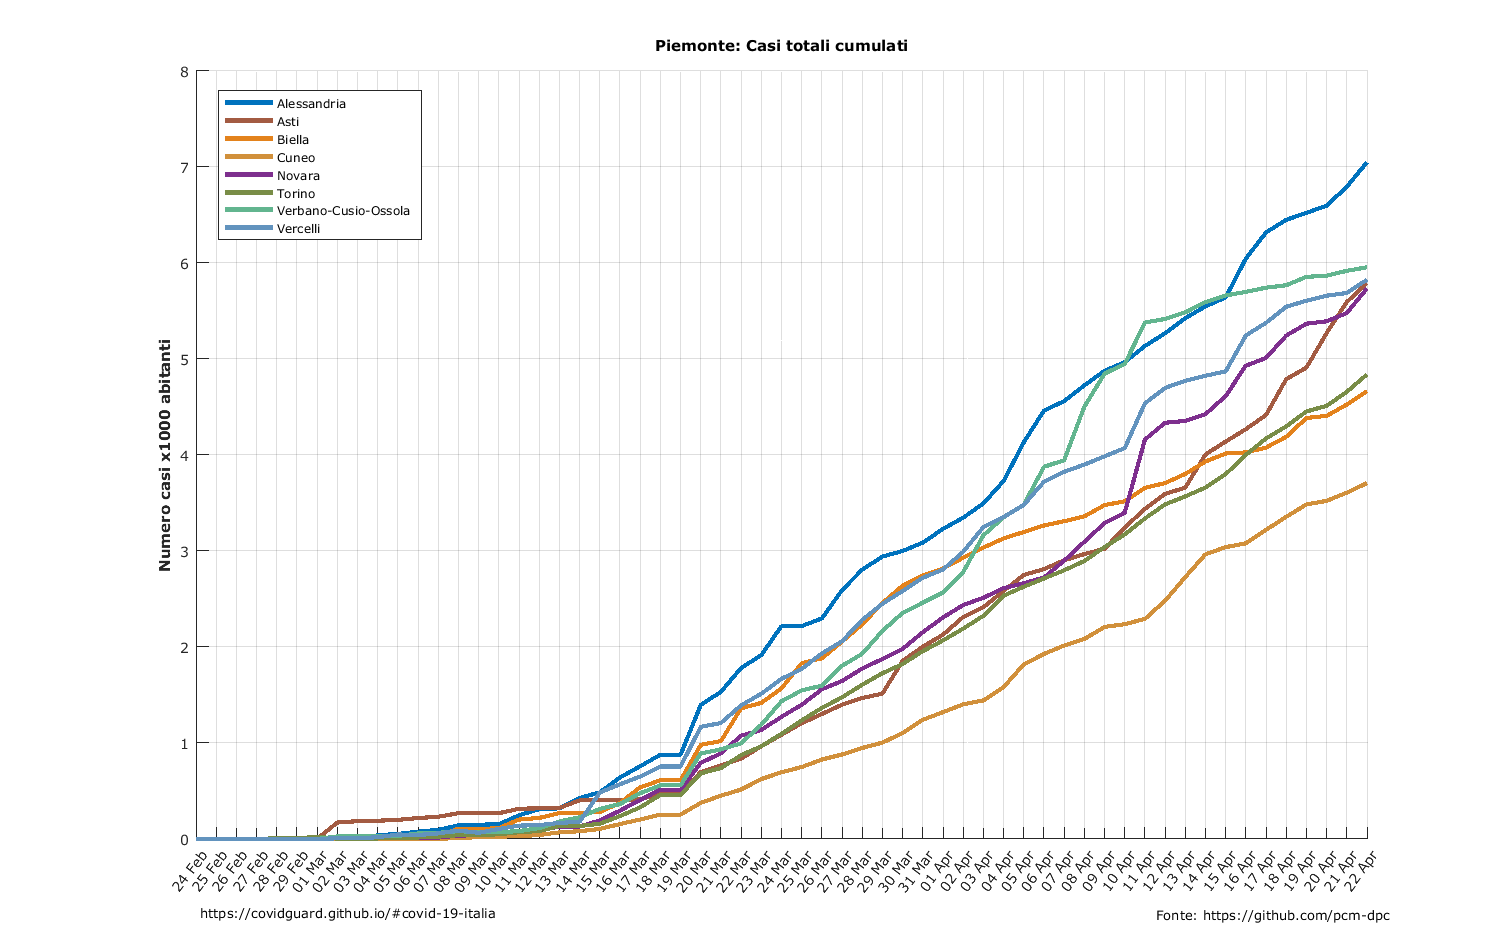 Piemonte: Casi totali cumulati
8
7
6
5
4
3
2
1
0
Numero casi x1000 abitanti
Alessandria
Asti
Biella
Cuneo
Novara
Torino
Verbano-Cusio-Ossola
Vercelli
24 Feb
25 Feb
26 Feb
27 Feb
28 Feb
29 Feb
01 Mar
02 Mar
03 Mar
04 Mar
05 Mar
06 Mar
07 Mar
08 Mar
09 Mar
10 Mar
11 Mar
12 Mar
13 Mar
14 Mar
15 Mar
16 Mar
17 Mar
18 Mar
19 Mar
20 Mar
21 Mar
22 Mar
23 Mar
24 Mar
25 Mar
26 Mar
27 Mar
28 Mar
29 Mar
30 Mar
31 Mar
01 Apr
02 Apr
03 Apr
04 Apr
05 Apr
06 Apr
07 Apr
08 Apr
09 Apr
10 Apr
11 Apr
12 Apr
13 Apr
14 Apr
15 Apr
16 Apr
17 Apr
18 Apr
19 Apr
20 Apr
21 Apr
22 Apr
https://covidguard.github.io/#covid-19-italia
Fonte: https://github.com/pcm-dpc